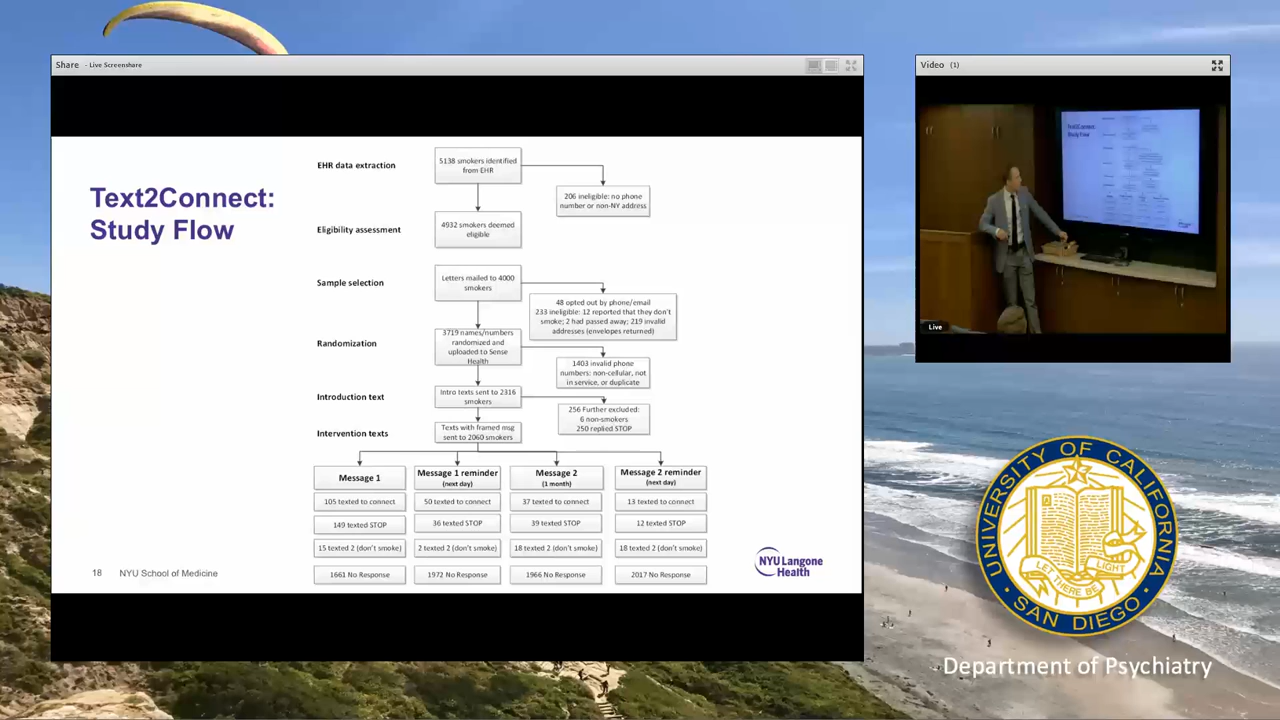 Share - Live Screenshare
Text2Connect:
Study Flow
EHR data extraction
5138 smokers identified
from EHR
206 ineligible: no phone
number or non-NY address
Eligibility assessment
4932 smokers deemed
eligible
Sample selection
Letters mailed to 4000
smokers
48 opted out by phone/email
233 ineligible: 12 reported that they don't
smoke; 2 had passed away; 219 invalid
addresses (envelopes returned)
Randomization
3719 names/numbers
randomized and
uploaded to Sense
Health
1403 invalid phone
numbers: non-cellular, not
in service, or duplicate
Introduction text
Intro texts sent to 2316
smokers
256 Further excluded:
6 non-smokers
250 replied STOP
Intervention texts
Texts with framed msg
sent to 2060 smokers
Message 1
105 texted to connect
149 texted STOP
15 texted 2 (don't smoke)
1661 No Response
Message 1 reminder
(next day)
50 texted to connect
36 texted STOP
2 texted 2 (don't smoke)
1972 No Response
Message 2
(1 month)
37 texted to connect
39 texted STOP
18 texted 2 (don't smoke)
1966 No Response
Message 2 reminder
(next day)
13 texted to connect
12 texted STOP
18 texted 2 (don't smoke)
2017 No Response
18 NYU School of Medicine
NYU Langone
Health
Video (1)
Text2Connect:
Study Flow
Live
UNIVERSITY OF CALIFORNIA
LET THERE BE LIGHT
SAN DIEGO
Department of Psychiatry